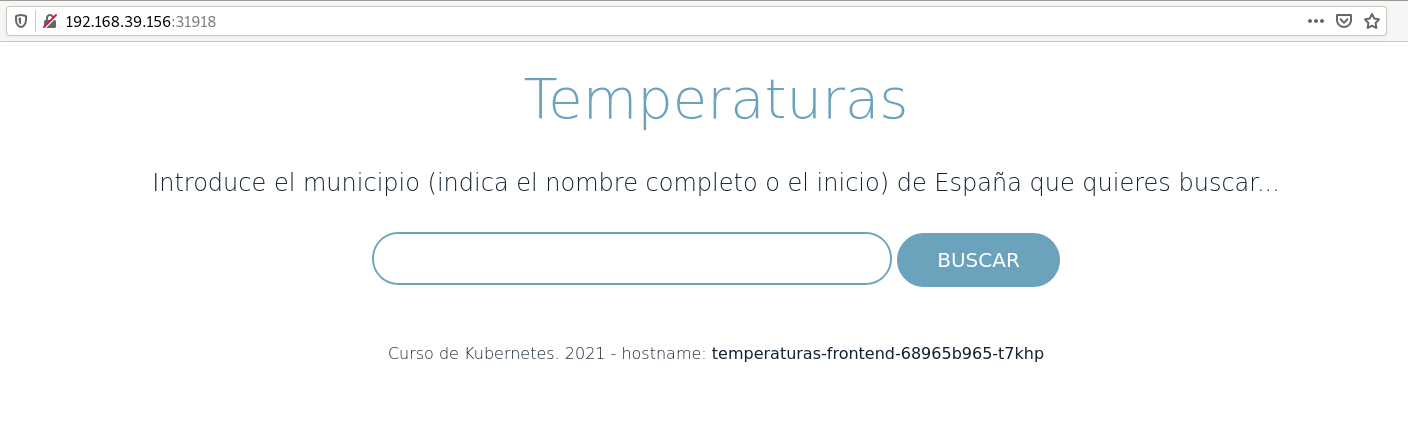 192.168.39.156:31918
Temperaturas
Introduce el municipio (indica el nombre completo o el inicio) de España que quieres buscar...
BUSCAR
Curso de Kubernetes. 2021 - hostname: temperaturas-frontend-68965b965-t7khp